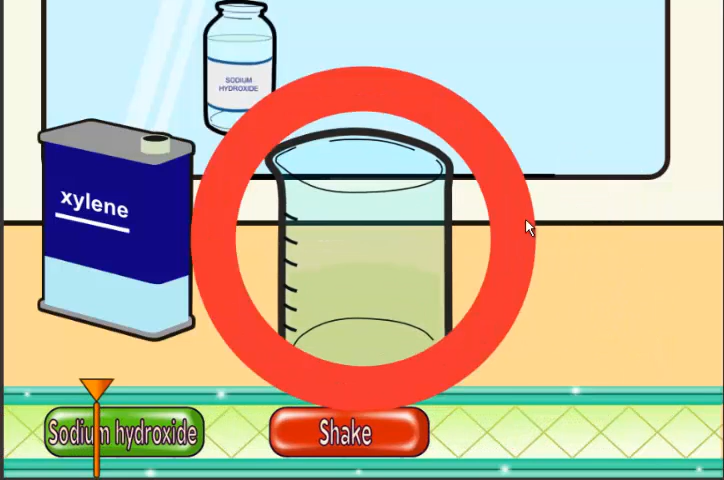 SODIUM
HYDROXIDE
xylene
Sodium hydroxide
Shake